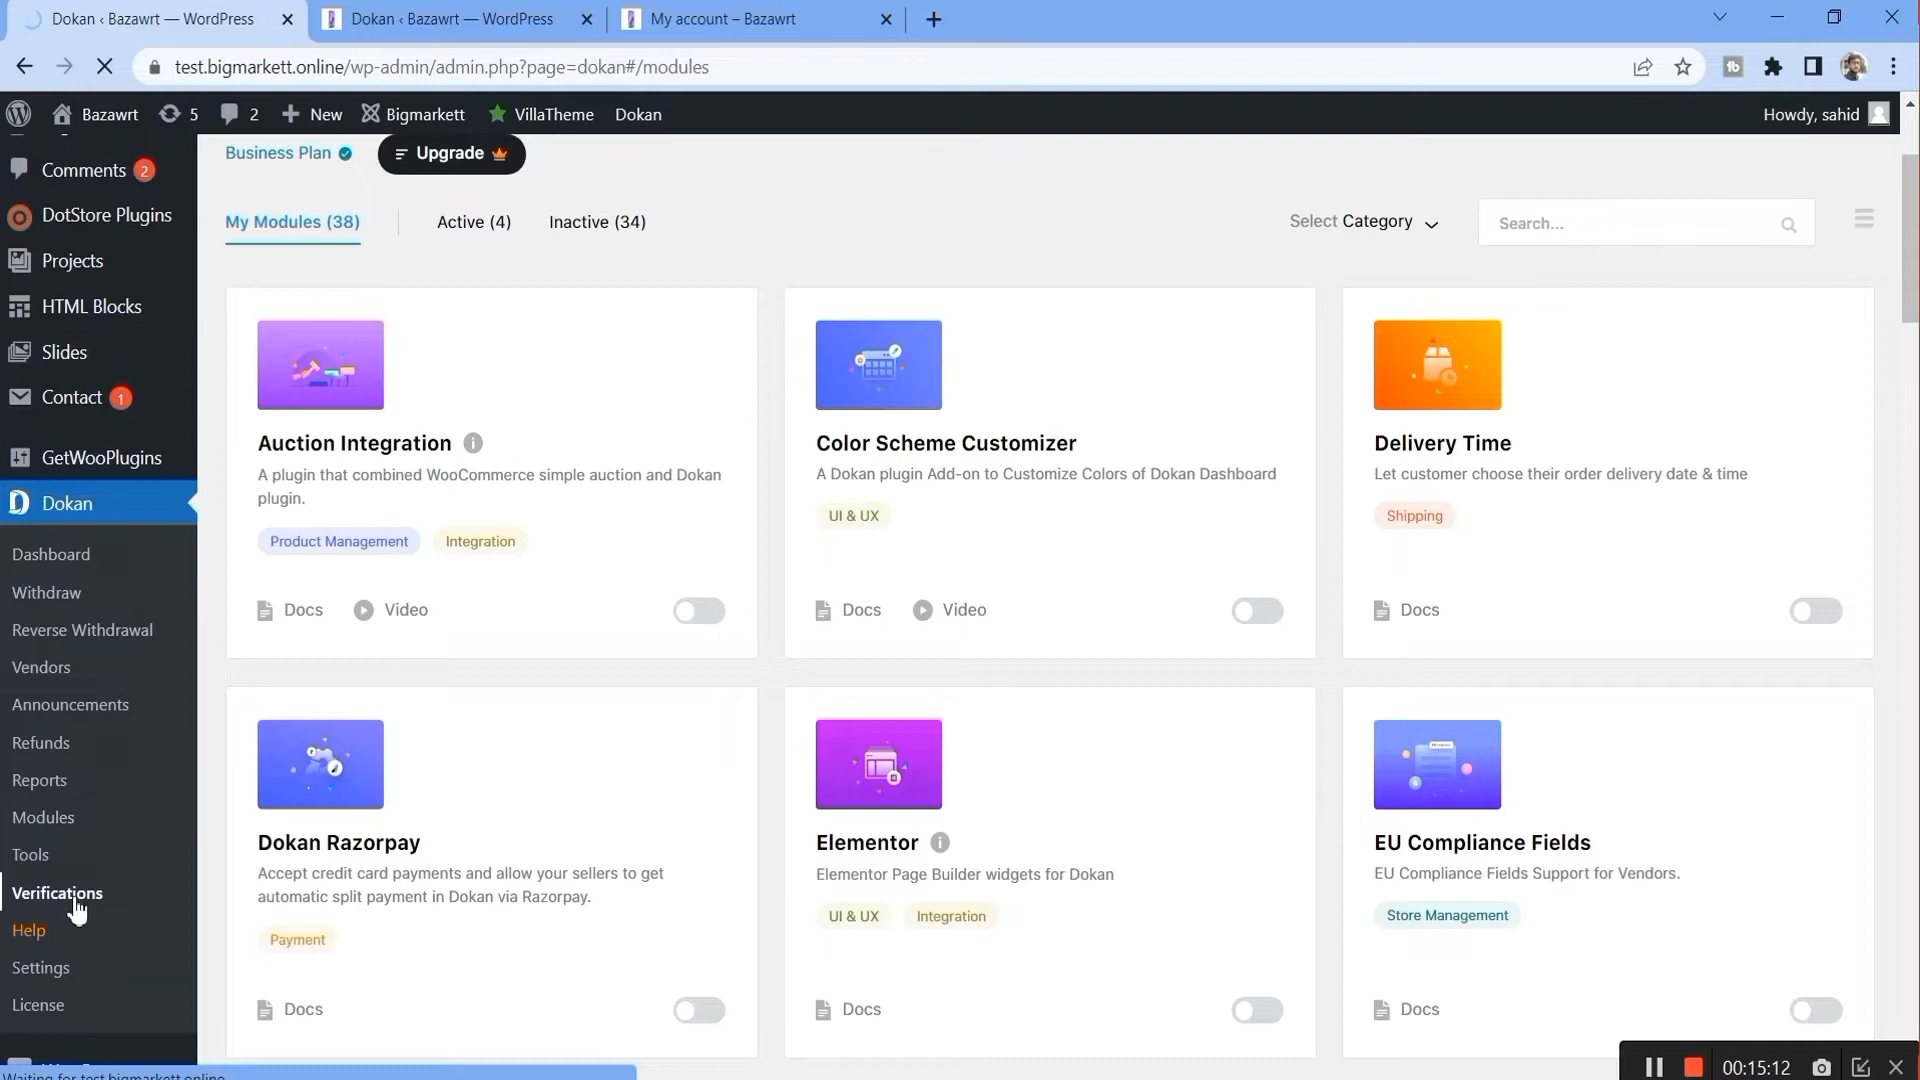 Dokan ‹ Bazawrt — WordPress
Dokan ‹ Bazawrt — WordPress
My account – Bazawrt
test.bigmarkett.online/wp-admin/admin.php?page=dokan#/modules
Bazawrt 5 2 New Bigmarkett VillaTheme Dokan
Howdy, sahid
Comments 2
DotStore Plugins
Projects
HTML Blocks
Slides
Contact 1
GetWooPlugins
Dokan
Dashboard
Withdraw
Reverse Withdrawal
Vendors
Announcements
Refunds
Reports
Modules
Tools
Verifications
Help
Settings
License
Business Plan
Upgrade
My Modules (38)
Active (4)
Inactive (34)
Select Category
Search...
Auction Integration
A plugin that combined WooCommerce simple auction and Dokan
plugin.
Product Management Integration
Docs Video
Color Scheme Customizer
A Dokan plugin Add-on to Customize Colors of Dokan Dashboard
UI & UX
Docs Video
Delivery Time
Let customer choose their order delivery date & time
Shipping
Docs
Dokan Razorpay
Accept credit card payments and allow your sellers to get
automatic split payment in Dokan via Razorpay.
Payment
Docs
Elementor
Elementor Page Builder widgets for Dokan
UI & UX Integration
Docs
EU Compliance Fields
EU Compliance Fields Support for Vendors.
Store Management
Docs
Waiting for test.bigmarkett.online
00:15:12